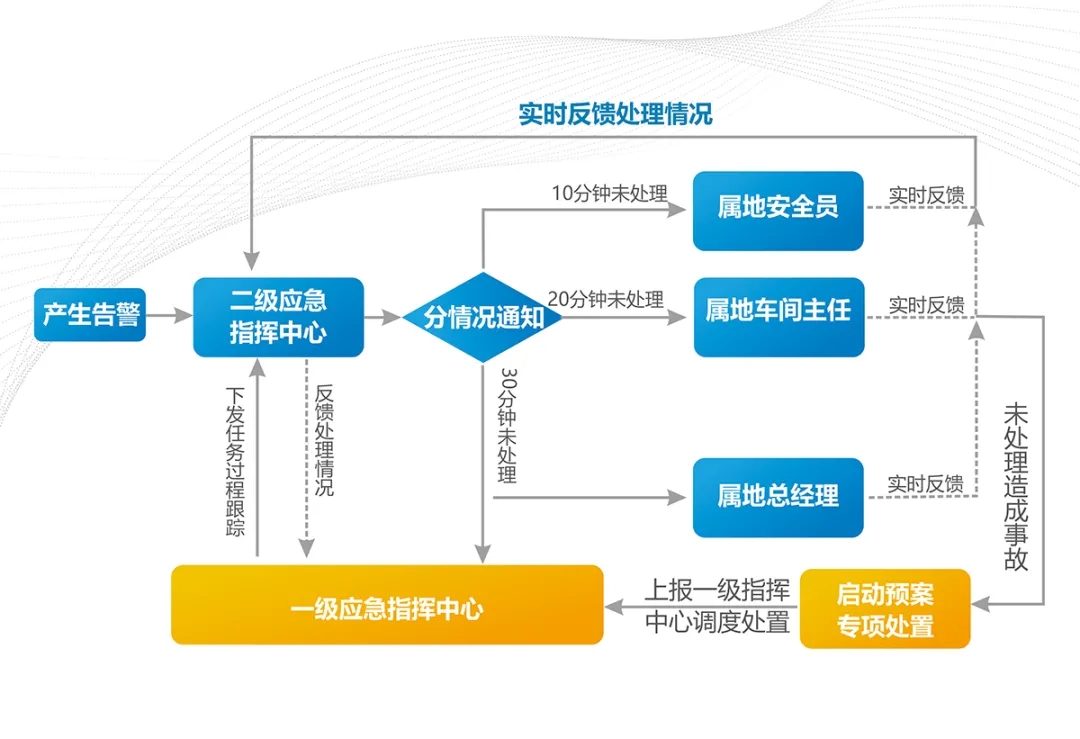 实时反馈处理情况
10分钟未处理
属地安全员
实时反馈
产生告警
二级应急
指挥中心
分情况通知
20分钟未处理
属地车间主任
实时反馈
下发任务过程跟踪
反馈处理情况
30分钟未处理
属地总经理
实时反馈
未处理造成事故
一级应急指挥中心
上报一级指挥
中心调度处置
启动预案
专项处置